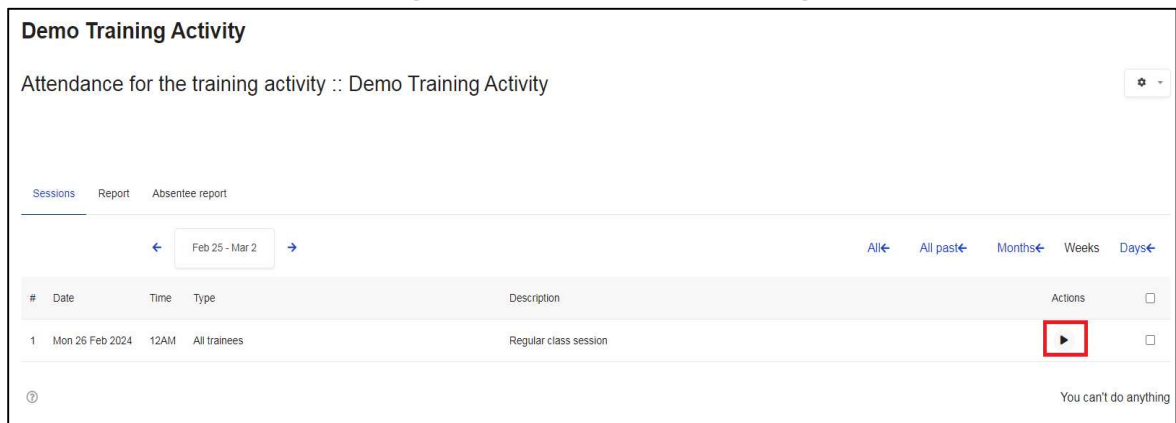 Demo Training Activity
Attendance for the training activity :: Demo Training Activity
Sessions Report Absentee report
Feb 25 - Mar 2 All All past Months Weeks Days
# Date Time Type Description Actions
1 Mon 26 Feb 2024 12AM All trainees Regular class session
You can't do anything